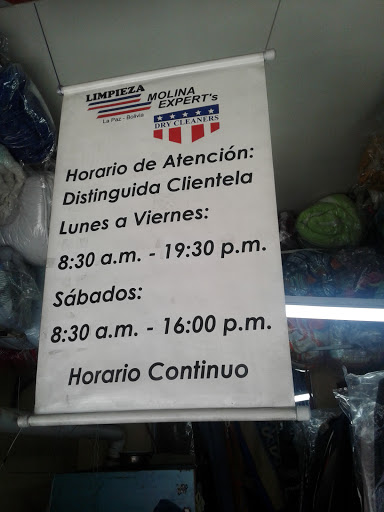 LIMPIEZA
La Paz - Bolivia
MOLINA
EXPERT's
DRY CLEANERS
Horario de Atención:
Distinguida Clientela
Lunes a Viernes:
8:30 a.m. - 19:30 p.m.
Sábados:
8:30 a.m. - 16:00 p.m.
Horario Continuo